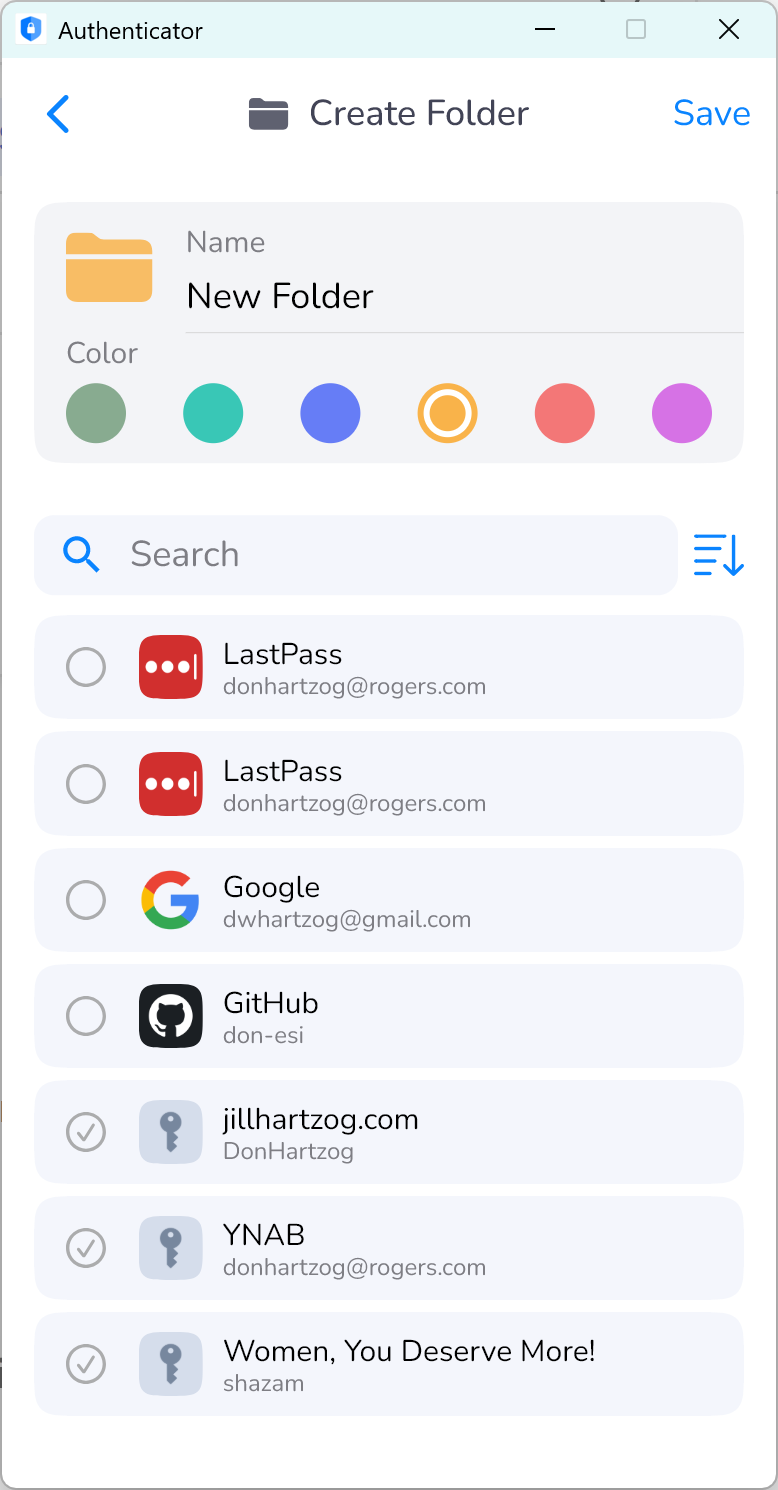 Authenticator
Create Folder
Save
Name
New Folder
Color
Search
LastPass
donhartzog@rogers.com
LastPass
donhartzog@rogers.com
Google
dwhartzog@gmail.com
GitHub
don-esi
jillhartzog.com
DonHartzog
YNAB
donhartzog@rogers.com
Women, You Deserve More!
shazam